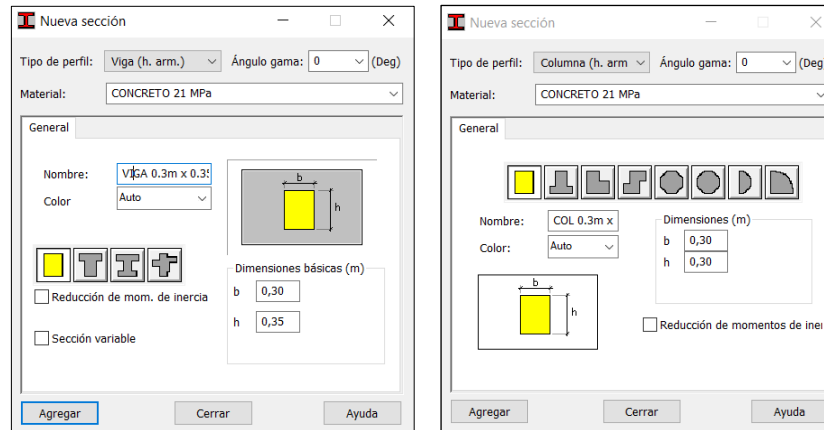 Nueva sección
Tipo de perfil: Viga (h. arm.) Ángulo gama: 0 (Deg)
Material: CONCRETO 21 MPa
General
Nombre: VIGA 0.3m x 0.35
Color Auto
b
h
Reducción de mom. de inercia
Sección variable
Dimensiones básicas (m)
b 0,30
h 0,35
Agregar Cerrar Ayuda
Nueva sección
Tipo de perfil: Columna (h. arm Ángulo gama: 0 (Deg
Material: CONCRETO 21 MPa
General
Nombre: COL 0.3m x
Color: Auto
Dimensiones (m)
b 0,30
h 0,30
b
h
Reducción de momentos de iner
Agregar Cerrar Ayuda